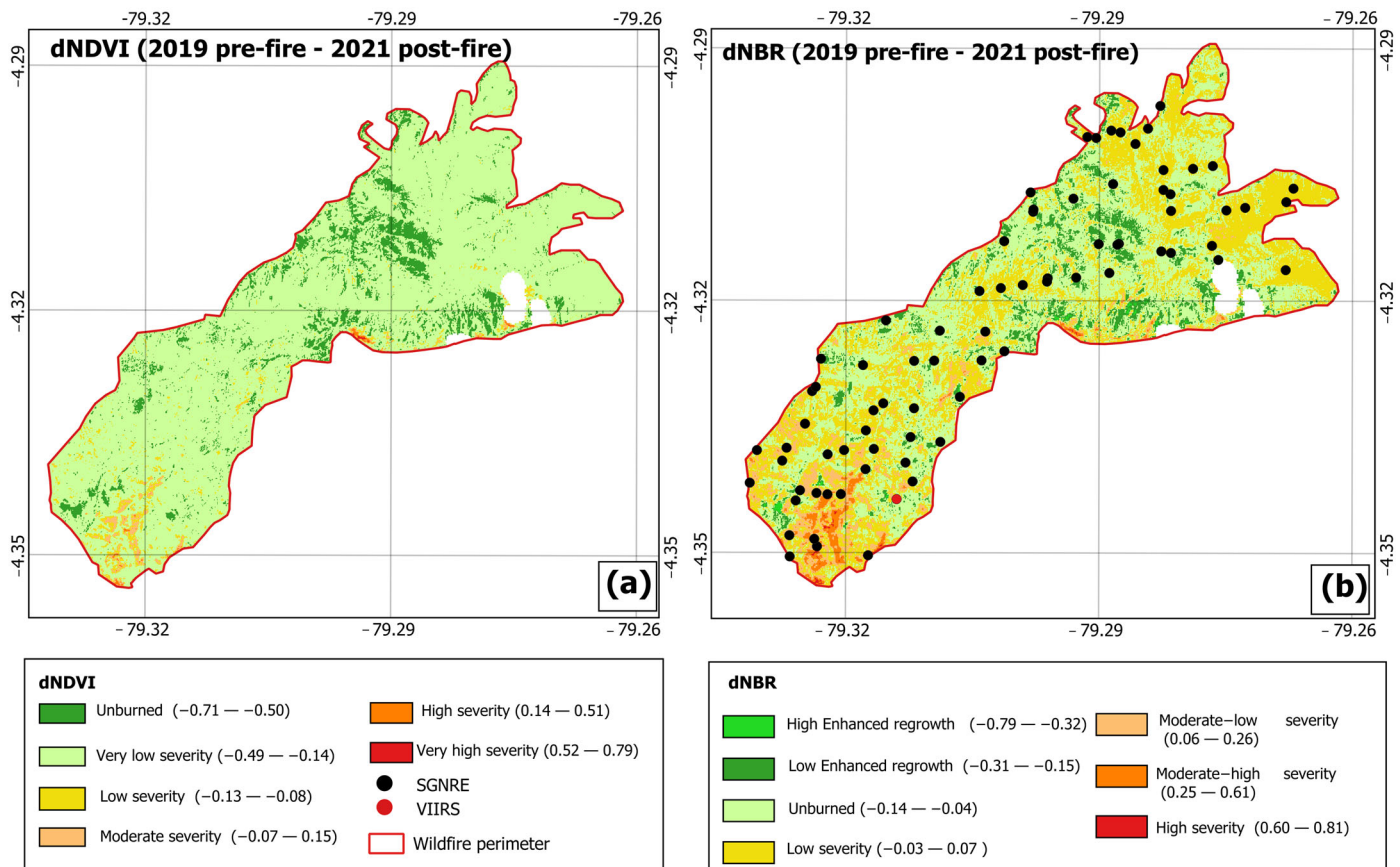 -79.32 -79.29 -79.26
dNDVI (2019 pre-fire - 2021 post-fire)
-4.29 -4.29
-4.32 -4.32
-4.35 -4.35
(a)
-79.32 -79.29 -79.26
-79.32 -79.29 -79.26
dNBR (2019 pre-fire - 2021 post-fire)
-4.29 -4.29
-4.32 -4.32
-4.35 -4.35
(b)
-79.32 -79.29 -79.26
dNDVI
Unburned (−0.71 — −0.50)
Very low severity (−0.49 — −0.14)
Low severity (−0.13 — −0.08)
Moderate severity (−0.07 — 0.15)
High severity (0.14 — 0.51)
Very high severity (0.52 — 0.79)
SGNRE
VIIRS
Wildfire perimeter
dNBR
High Enhanced regrowth (−0.79 — −0.32)
Low Enhanced regrowth (−0.31 — −0.15)
Unburned (−0.14 — −0.04)
Low severity (−0.03 — 0.07 )
Moderate−low severity
(0.06 — 0.26)
Moderate−high severity
(0.25 — 0.61)
High severity (0.60 — 0.81)